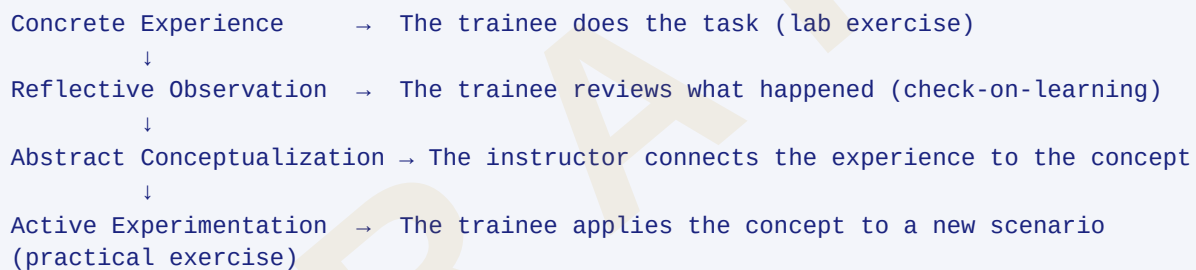 Concrete Experience → The trainee does the task (lab exercise)
↓
Reflective Observation → The trainee reviews what happened (check-on-learning)
↓
Abstract Conceptualization → The instructor connects the experience to the concept
↓
Active Experimentation → The trainee applies the concept to a new scenario
(practical exercise)